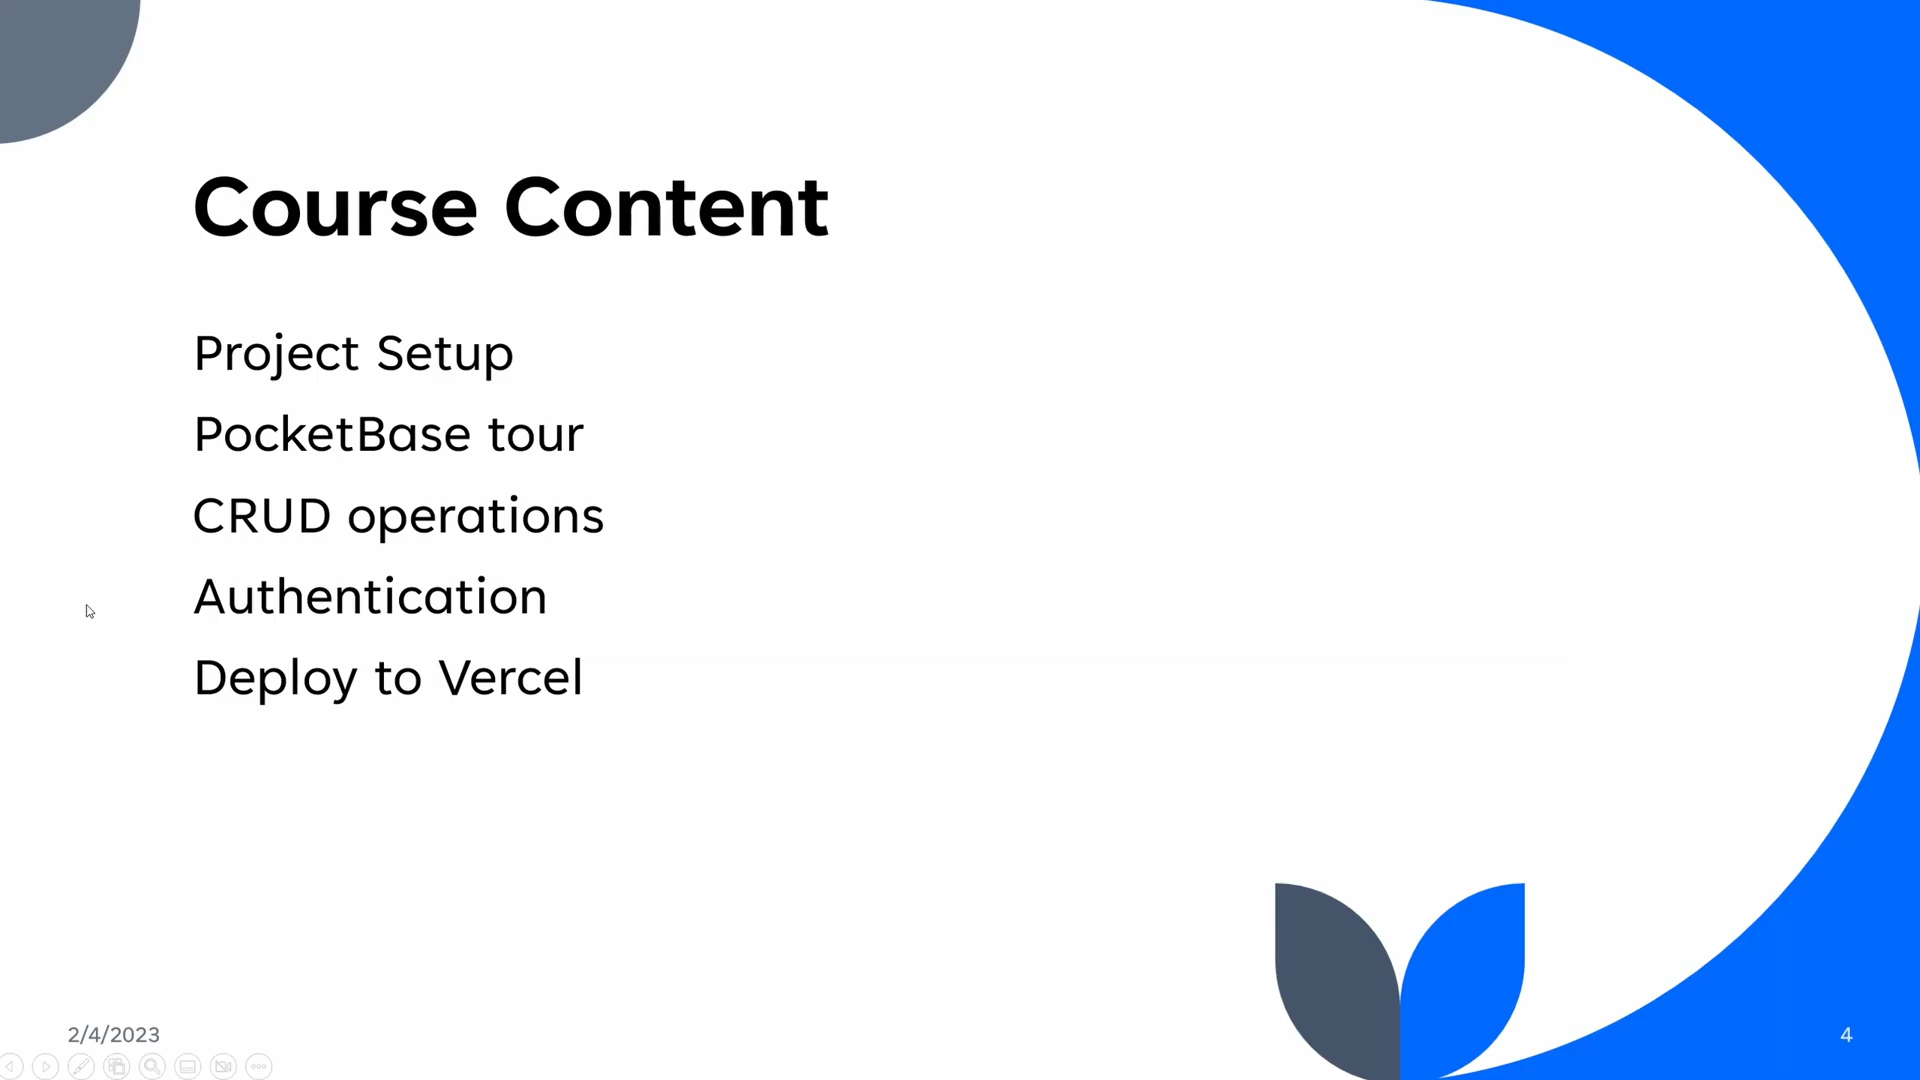 Course Content
Project Setup
PocketBase tour
CRUD operations
Authentication
Deploy to Vercel
2/4/2023
4